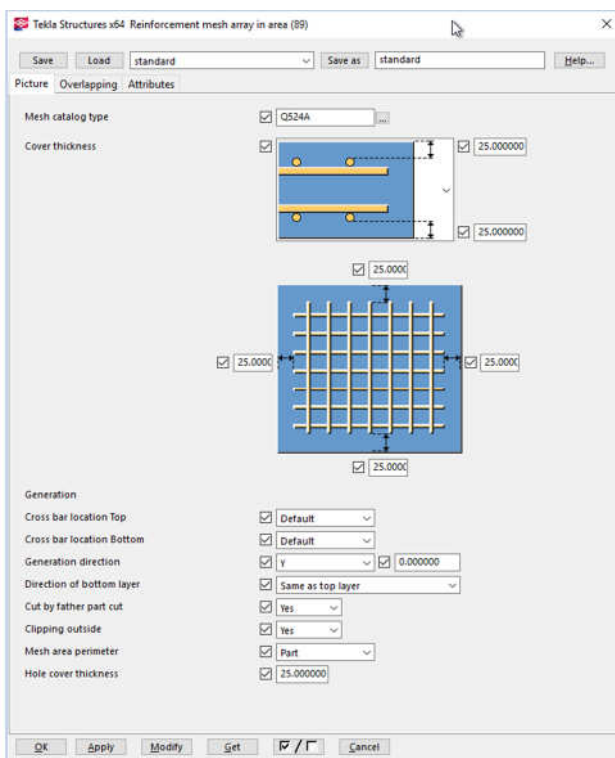 Tekla Structures x64 Reinforcement mesh array in area (89)
Save Load standard Save as standard Help...
Picture Overlapping Attributes
Mesh catalog type Q524A ...
Cover thickness 25.000000
25.000000
25.0000
25.0000 25.0000
25.0000
Generation
Cross bar location Top Default
Cross bar location Bottom Default
Generation direction Y 0.000000
Direction of bottom layer Same as top layer
Cut by father part cut Yes
Clipping outside Yes
Mesh area perimeter Part
Hole cover thickness 25.000000
OK Apply Modify Get / Cancel